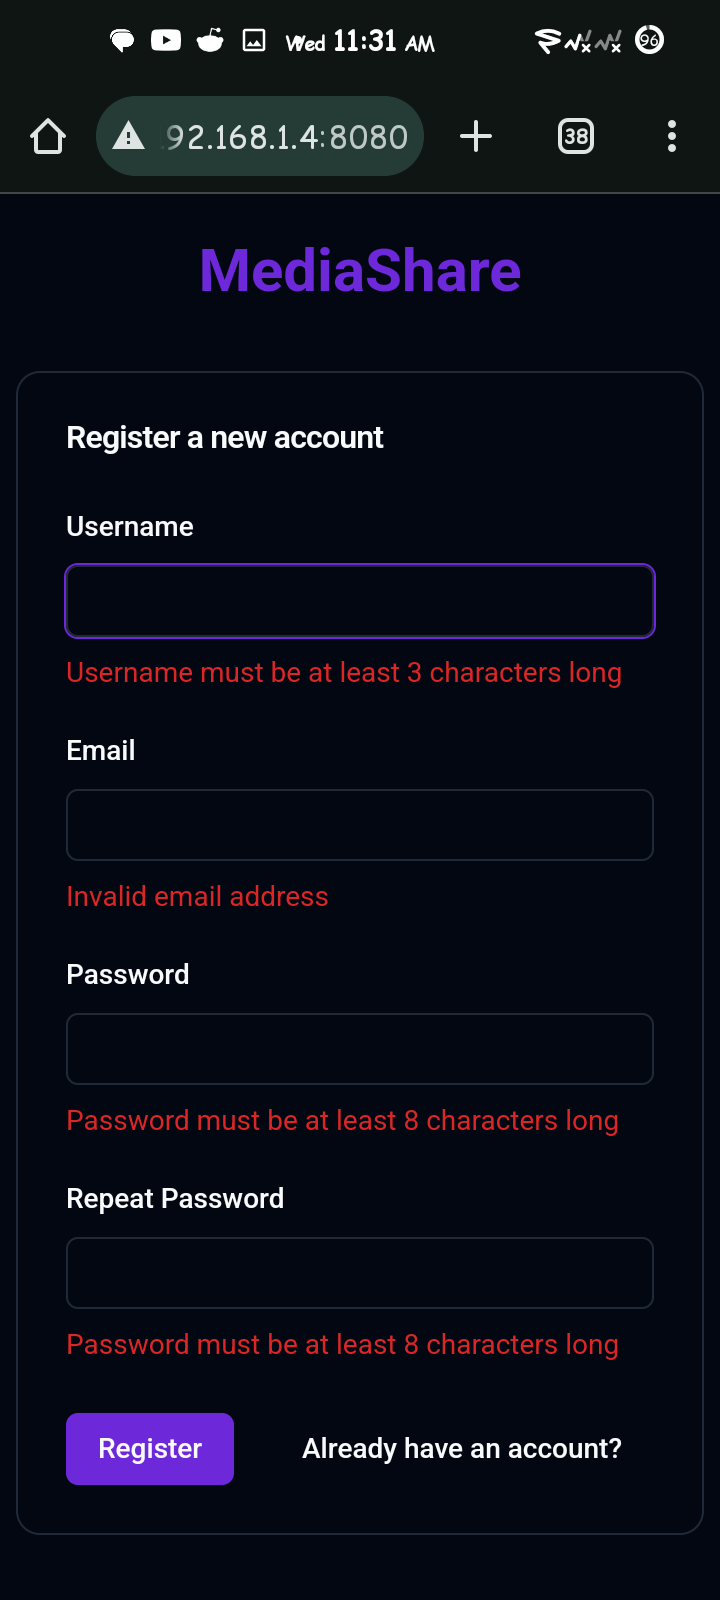 Wed 11:31 AM 96
92.168.1.4:8080 38
MediaShare
Register a new account
Username
Username must be at least 3 characters long
Email
Invalid email address
Password
Password must be at least 8 characters long
Repeat Password
Password must be at least 8 characters long
Register Already have an account?